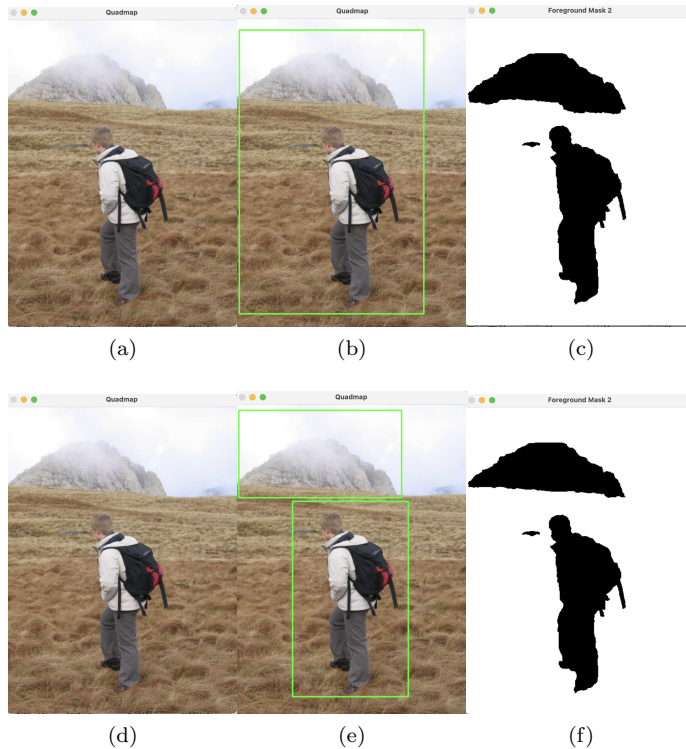 Quadmap
Quadmap
Foreground Mask 2
(a)
(b)
(c)
Quadmap
Quadmap
Foreground Mask 2
(d)
(e)
(f)